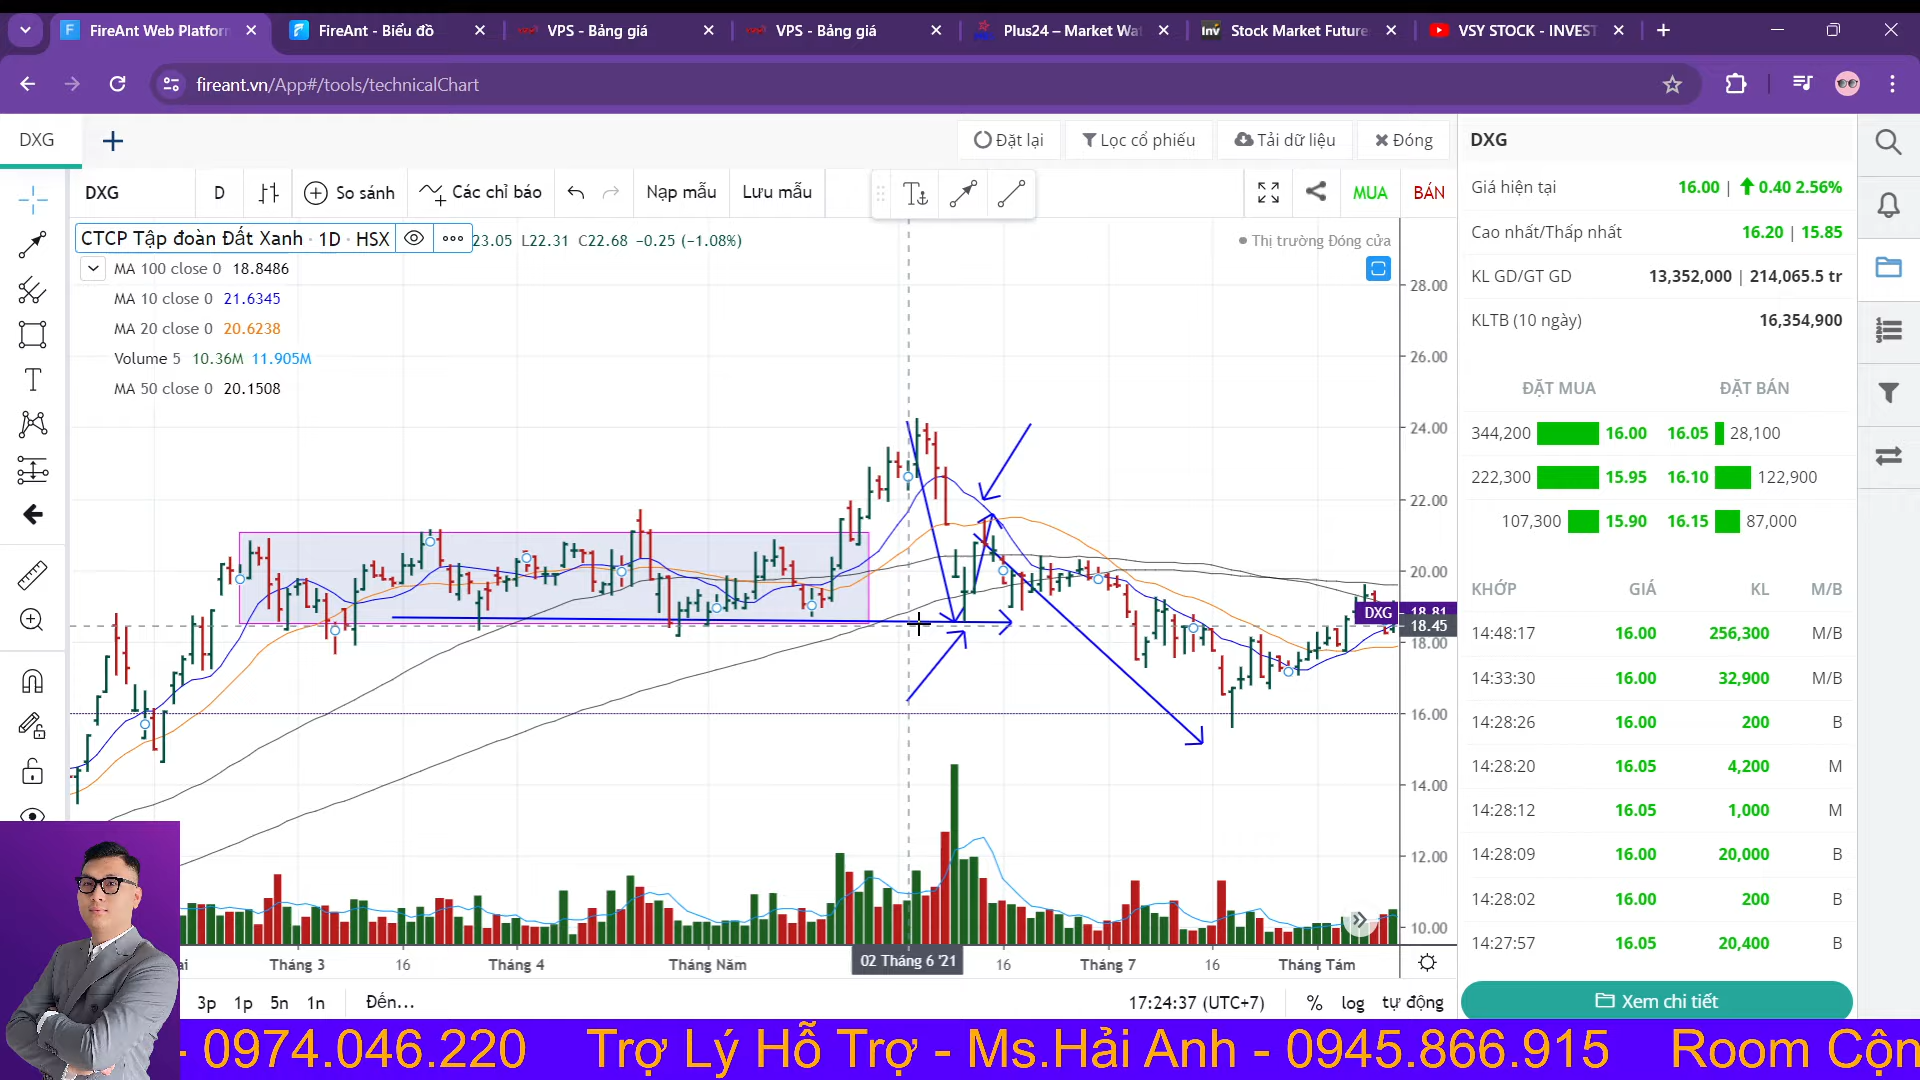 FireAnt Web Platform
FireAnt - Biểu đồ
VPS - Bảng giá
VPS - Bảng giá
Plus24 – Market Wa
Inv Stock Market Future
VSY STOCK - INVEST
fireant.vn/App#/tools/technicalChart
DXG
Đặt lại
Lọc cổ phiếu
Tải dữ liệu
Đóng
DXG
D
So sánh
Các chỉ báo
Nạp mẫu
Lưu mẫu
MUA
BÁN
CTCP Tập đoàn Đất Xanh · 1D · HSX
23.05 L22.31 C22.68 −0.25 (−1.08%)
Thị trường Đóng cửa
MA 100 close 0 18.8486
MA 10 close 0 21.6345
MA 20 close 0 20.6238
Volume 5 10.36M 11.905M
MA 50 close 0 20.1508
28.00
26.00
24.00
22.00
20.00
DXG 18.81
18.45
18.00
16.00
14.00
12.00
10.00
Tháng 3
16
Tháng 4
Tháng Năm
02 Tháng 6 '21
16
Tháng 7
16
Tháng Tám
3p 1p 5n 1n
Đến...
17:24:37 (UTC+7)
% log tự động
DXG
Giá hiện tại 16.00 | 0.40 2.56%
Cao nhất/Thấp nhất 16.20 | 15.85
KL GD/GT GD 13,352,000 | 214,065.5 tr
KLTB (10 ngày) 16,354,900
ĐẶT MUA ĐẶT BÁN
344,200 16.00 16.05 28,100
222,300 15.95 16.10 122,900
107,300 15.90 16.15 87,000
KHỚP GIÁ KL M/B
14:48:17 16.00 256,300 M/B
14:33:30 16.00 32,900 M/B
14:28:26 16.00 200 B
14:28:20 16.05 4,200 M
14:28:12 16.05 1,000 M
14:28:09 16.00 20,000 B
14:28:02 16.00 200 B
14:27:57 16.05 20,400 B
Xem chi tiết
- 0974.046.220 Trợ Lý Hỗ Trợ - Ms.Hải Anh - 0945.866.915 Room Cộn